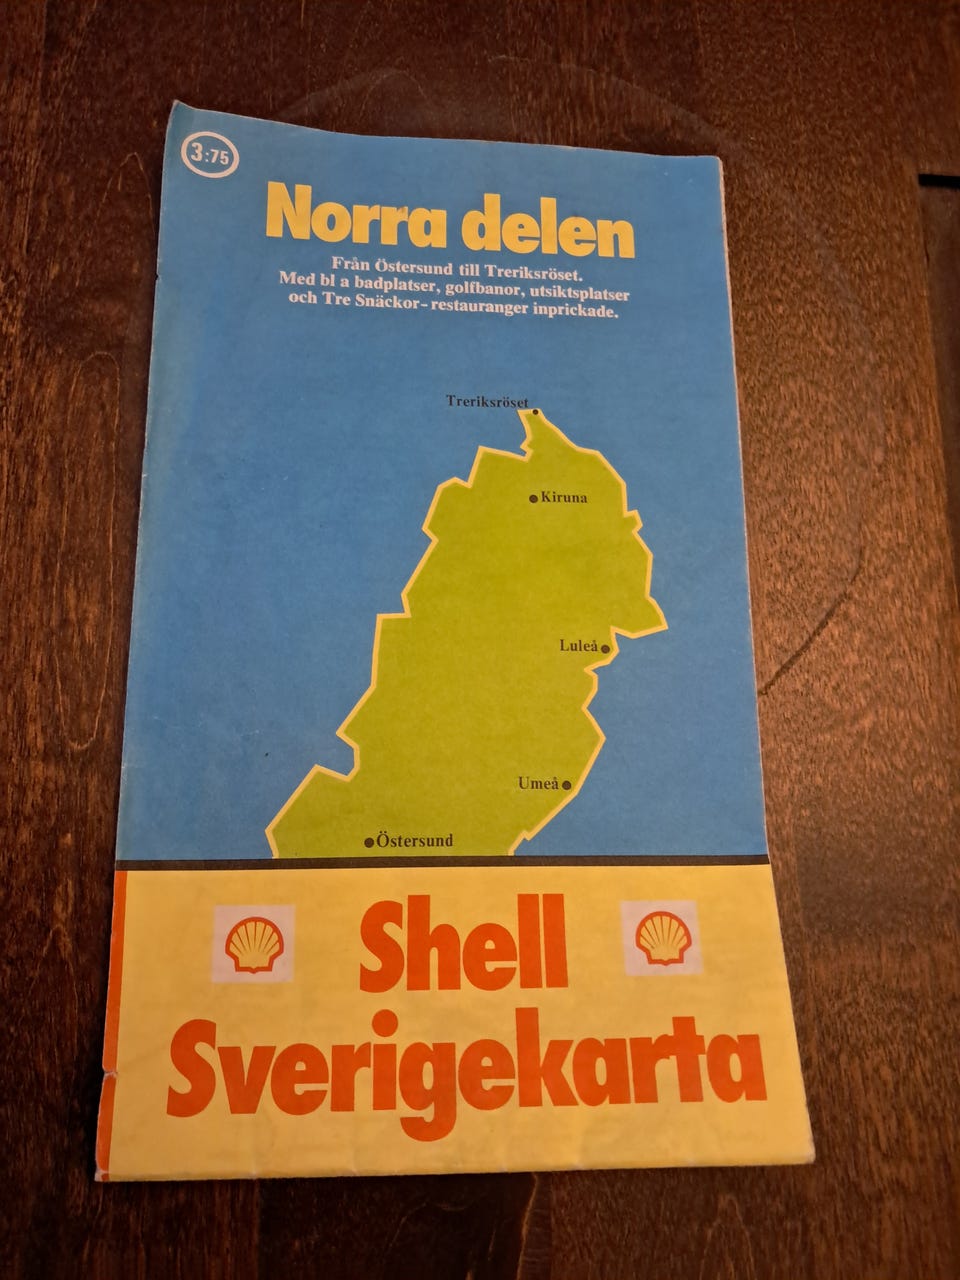 3:75
Norra delen
Från Östersund till Treriksröset.
Med bl a badplatser, golfbanor, utsiktsplatser
och Tre Snäckor-restauranger inprickade.
Treriksröset
Kiruna
Luleå
Umeå
Östersund
Shell
Sverigekarta